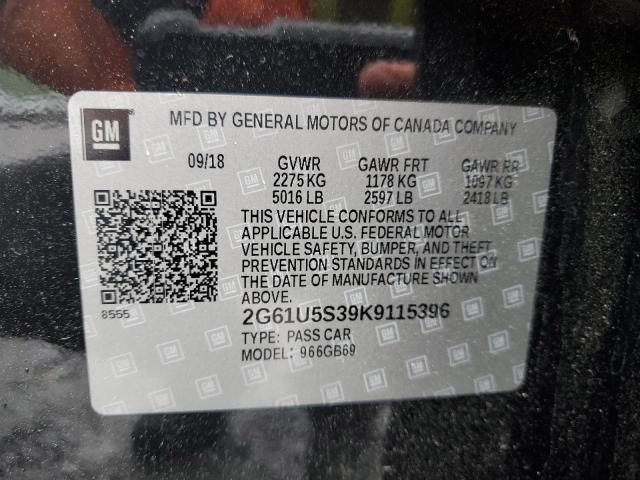 GM
MFD BY GENERAL MOTORS OF CANADA COMPANY
09/18 GVWR GAWR FRT GAWR RR
2275 KG 1178 KG 1097 KG
5016 LB 2597 LB 2418 LB
THIS VEHICLE CONFORMS TO ALL
APPLICABLE U.S. FEDERAL MOTOR
VEHICLE SAFETY, BUMPER, AND THEFT
PREVENTION STANDARDS IN EFFECT ON
THE DATE OF MANUFACTURE SHOWN
ABOVE.
8555
2G61U5S39K9115396
TYPE: PASS CAR
MODEL: 966GB69